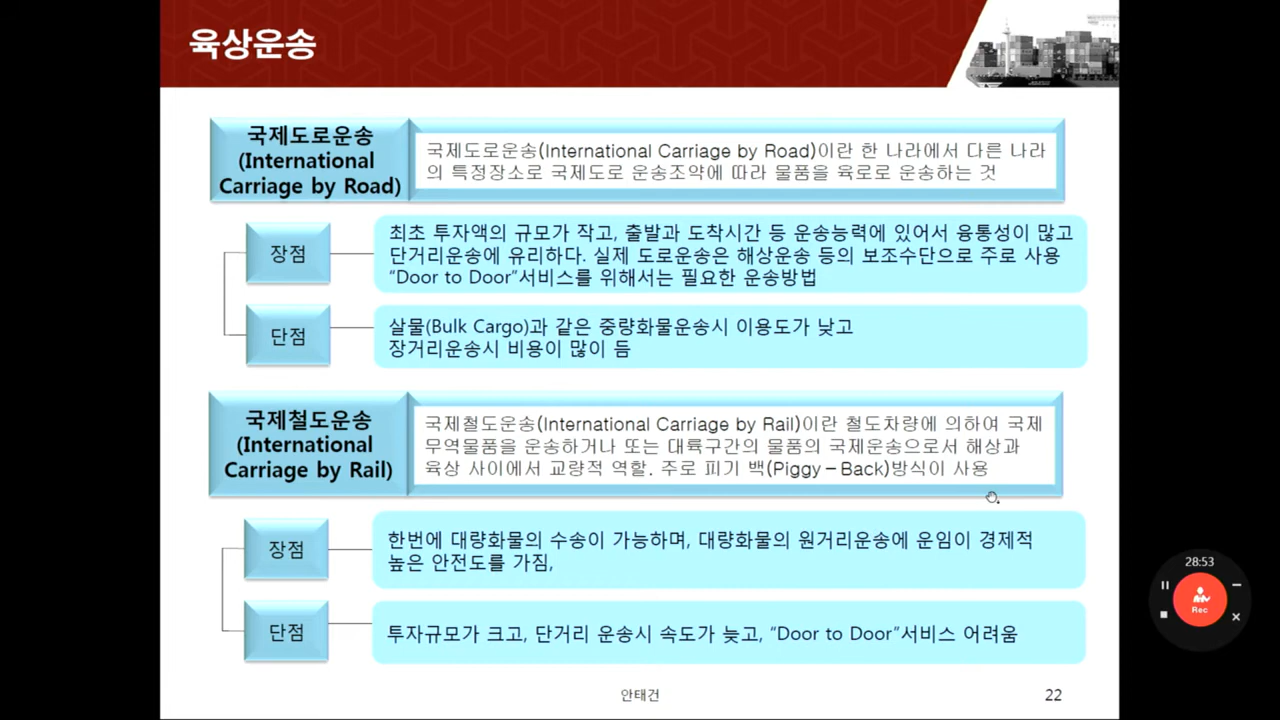 육상운송
국제도로운송
(International
Carriage by Road)
국제도로운송(International Carriage by Road)이란 한 나라에서 다른 나라
의 특정장소로 국제도로 운송조약에 따라 물품을 육로로 운송하는 것
장점
최초 투자액의 규모가 작고, 출발과 도착시간 등 운송능력에 있어서 융통성이 많고
단거리운송에 유리하다. 실제 도로운송은 해상운송 등의 보조수단으로 주로 사용
“Door to Door”서비스를 위해서는 필요한 운송방법
단점
살물(Bulk Cargo)과 같은 중량화물운송시 이용도가 낮고
장거리운송시 비용이 많이 듬
국제철도운송
(International
Carriage by Rail)
국제철도운송(International Carriage by Rail)이란 철도차량에 의하여 국제
무역물품을 운송하거나 또는 대륙구간의 물품의 국제운송으로서 해상과
육상 사이에서 교량적 역할. 주로 피기 백(Piggy–Back)방식이 사용
장점
한번에 대량화물의 수송이 가능하며, 대량화물의 원거리운송에 운임이 경제적
높은 안전도를 가짐,
단점
투자규모가 크고, 단거리 운송시 속도가 늦고, “Door to Door”서비스 어려움
안태건
22
28:53
Rec